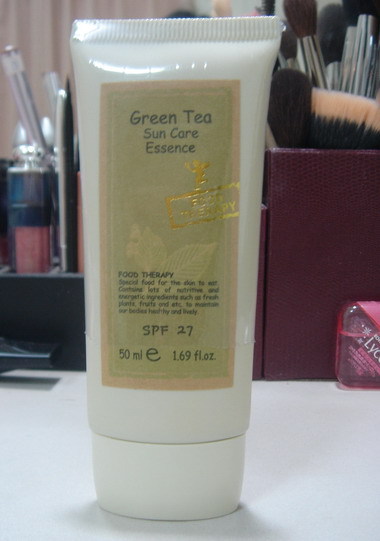 Green Tea
Sun Care
Essence
FOOD
THERAPY
FOOD THERAPY
Special food for the skin to eat.
Contains lots of nutritive and
energetic ingredients such as fresh
plants, fruits and etc. to maintain
our bodies healthy and lively.
SPF 27
50 ml e 1.69 fl.oz.